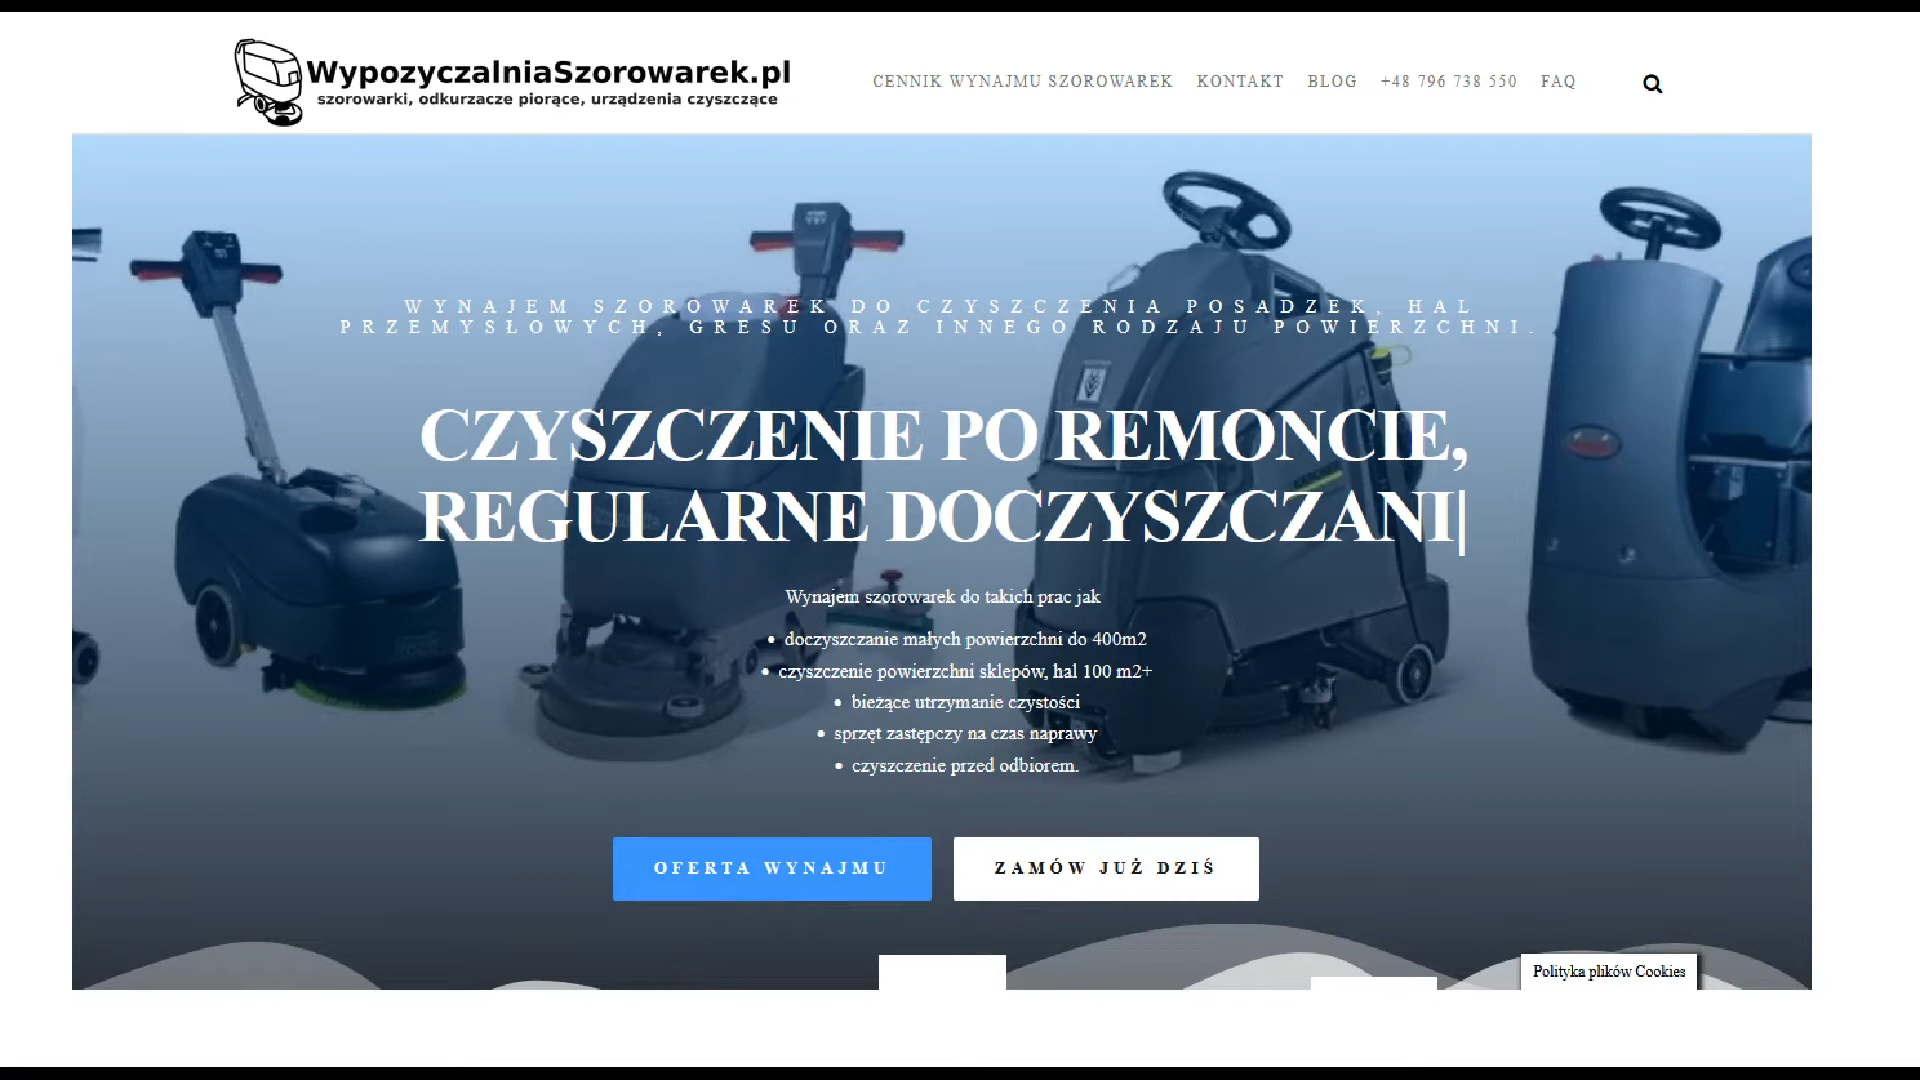 WypozyczalniaSzorowarek.pl
szorowarki, odkurzacze piorące, urządzenia czyszczące
CENNIK WYNAJMU SZOROWAREK KONTAKT BLOG +48 796 738 550 FAQ
WYNAJEM SZOROWAREK DO CZYSZCZENIA POSADZEK, HAL
PRZEMYSŁOWYCH, GRESU ORAZ INNEGO RODZAJU POWIERZCHNI.
CZYSZCZENIE PO REMONCIE,
REGULARNE DOCZYSZCZANI|
Wynajem szorowarek do takich prac jak
• doczyszczanie małych powierzchni do 400m2
• czyszczenie powierzchni sklepów, hal 100 m2+
• bieżące utrzymanie czystości
• sprzęt zastępczy na czas naprawy
• czyszczenie przed odbiorem.
OFERTA WYNAJMU ZAMÓW JUŻ DZIŚ
Polityka plików Cookies